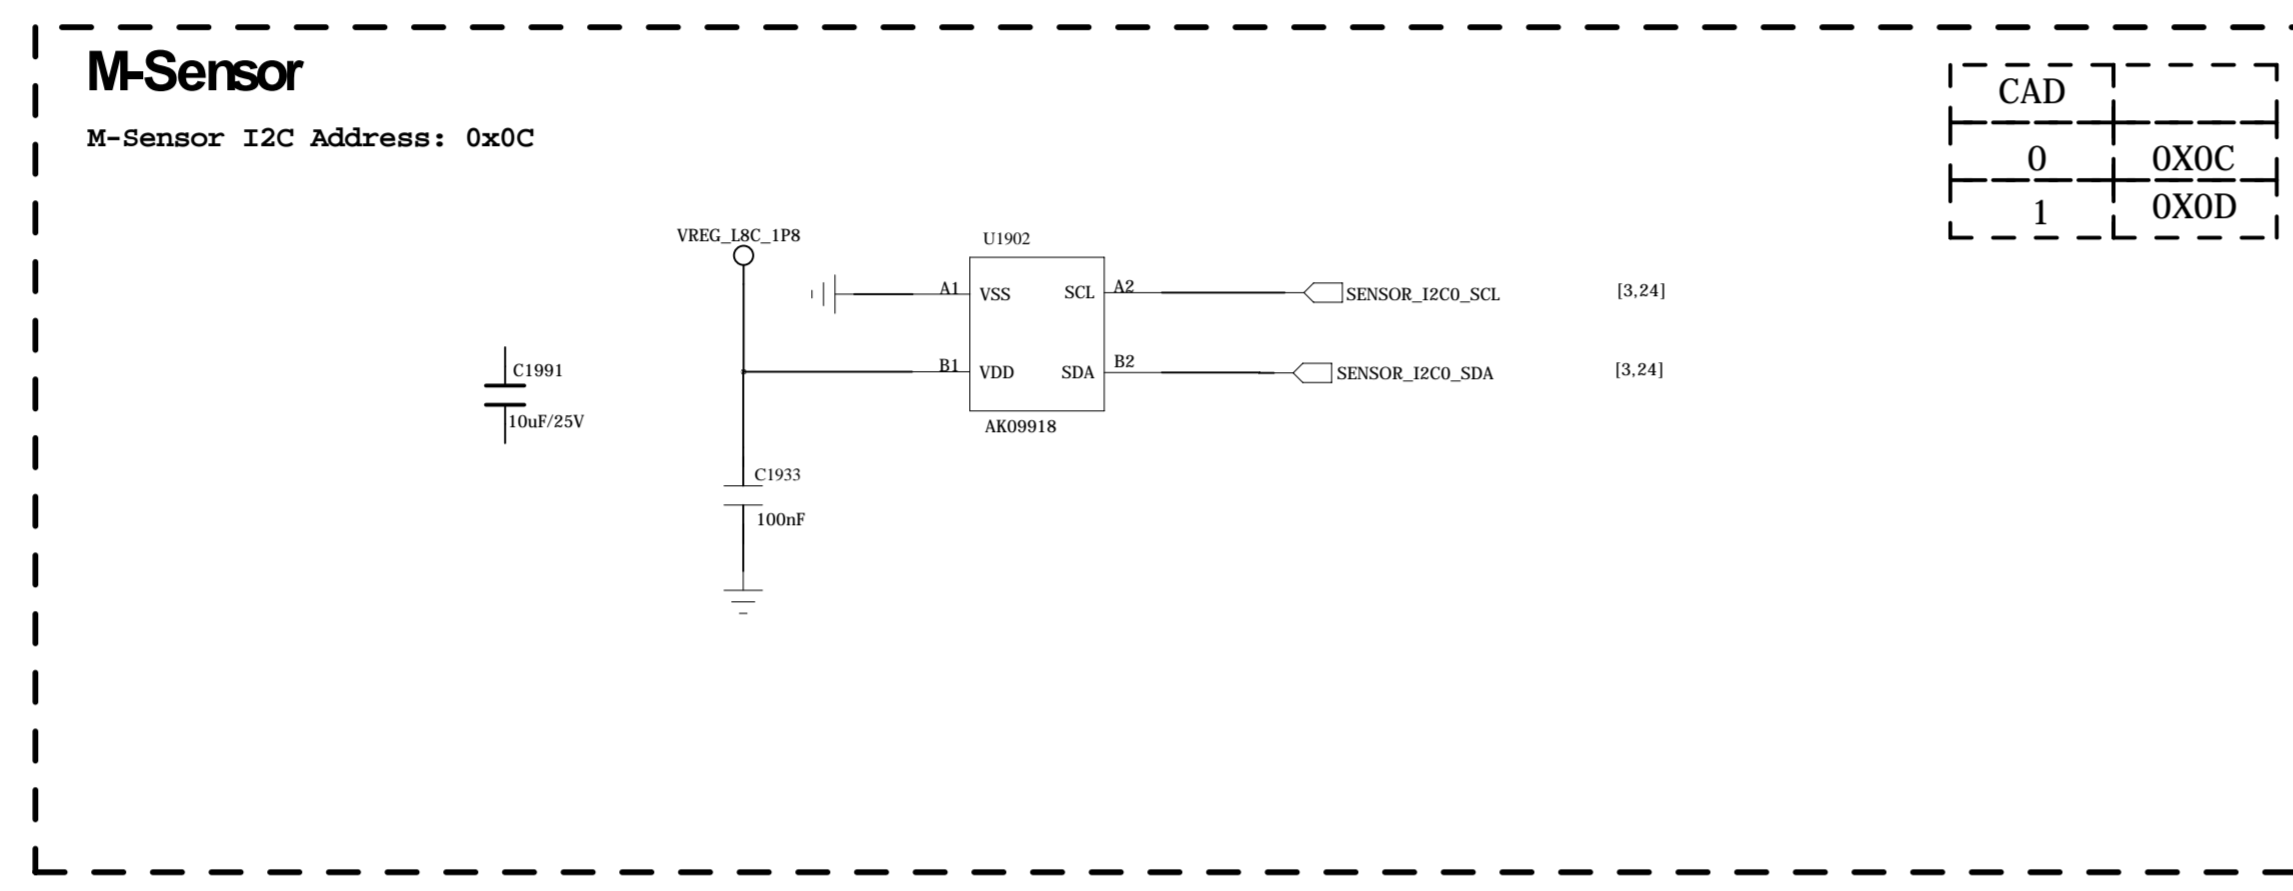 M-Sensor
M-Sensor I2C Address: 0x0C
CAD
0 0X0C
1 0X0D
VREG_L8C_1P8
U1902
A1 VSS SCL A2 SENSOR_I2C0_SCL [3,24]
B1 VDD SDA B2 SENSOR_I2C0_SDA [3,24]
AK09918
C1991
10uF/25V
C1933
100nF